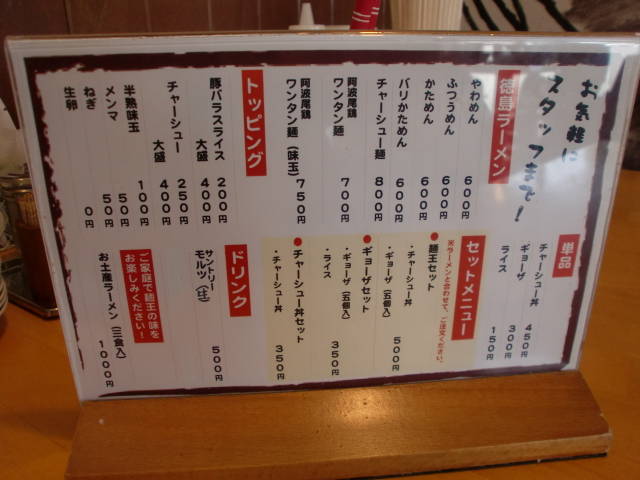 お気軽に
スタッフまで！
徳島ラーメン
やわめん 600円
ふつうめん 600円
かためん 600円
バリかためん 600円
チャーシュー麺 800円
阿波尾鶏
ワンタン麺 700円
阿波尾鶏
ワンタン麺(味玉) 750円
トッピング
豚バラスライス 200円
大盛 400円
チャーシュー 250円
大盛 400円
半熟味玉 100円
メンマ 50円
ねぎ 50円
生卵 0円
単品
チャーシュー丼 450円
・ギョーザ 300円
ライス 150円
セットメニュー
※ラーメンと合わせて、ご注文ください。
●麺王セット
・チャーシュー丼
・ギョーザ(五個入) 500円
●ギョーザセット
・ギョーザ(五個入)
・ライス 350円
●チャーシュー丼セット
・チャーシュー丼 350円
ドリンク
サントリー
モルツ(生) 500円
ご家庭で麺王の味を
お楽しみください！
お土産ラーメン(三食入) 1000円